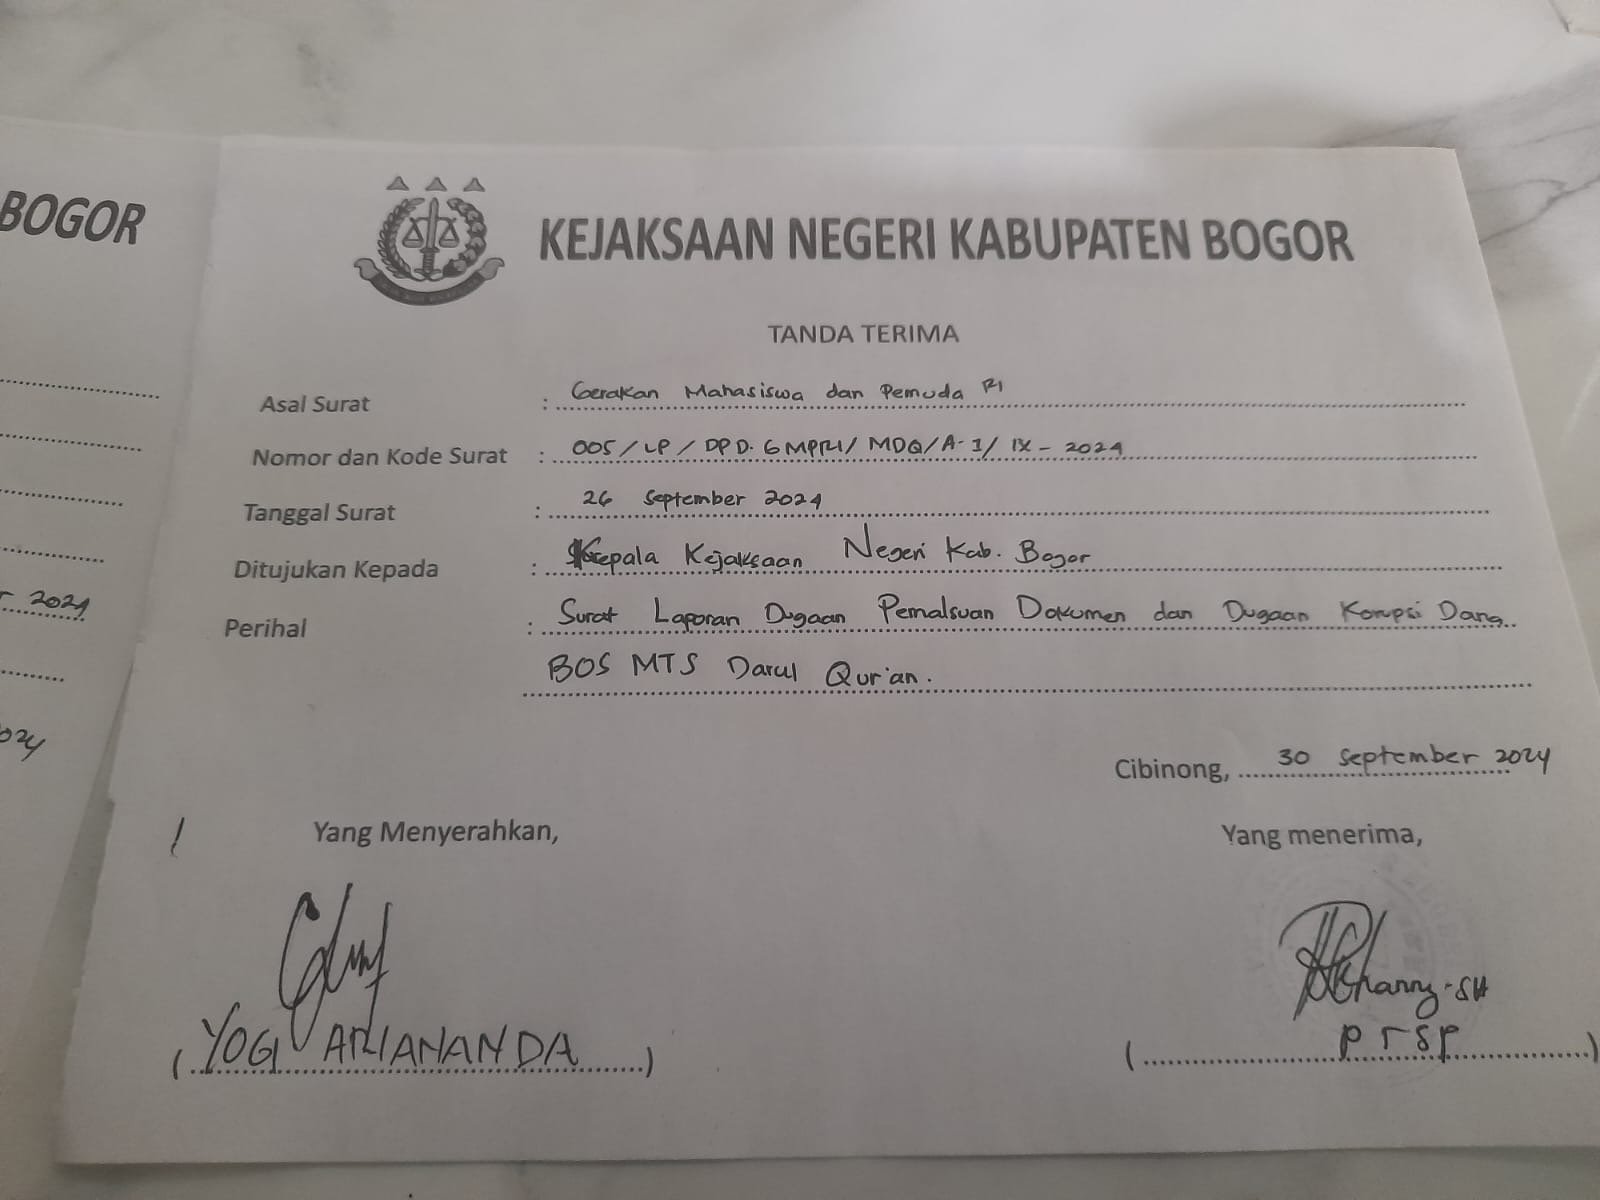 BOGOR
2024
024
KEJAKSAAN NEGERI KABUPATEN BOGOR
TANDA TERIMA
Asal Surat : Gerakan Mahasiswa dan Pemuda RI
Nomor dan Kode Surat : 005/LP/DPD.GMPRI/MDQ/A-1/IX-2024
Tanggal Surat : 26 September 2024
Ditujukan Kepada : Kepala Kejaksaan Negeri Kab. Bogor
Perihal : Surat Laporan Dugaan Pemalsuan Dokumen dan Dugaan Korupsi Dana
BOS MTS Darul Qur'an.
Cibinong, 30 September 2024
Yang Menyerahkan, Yang menerima,
(YOGI ARIANANDA)
PTSP